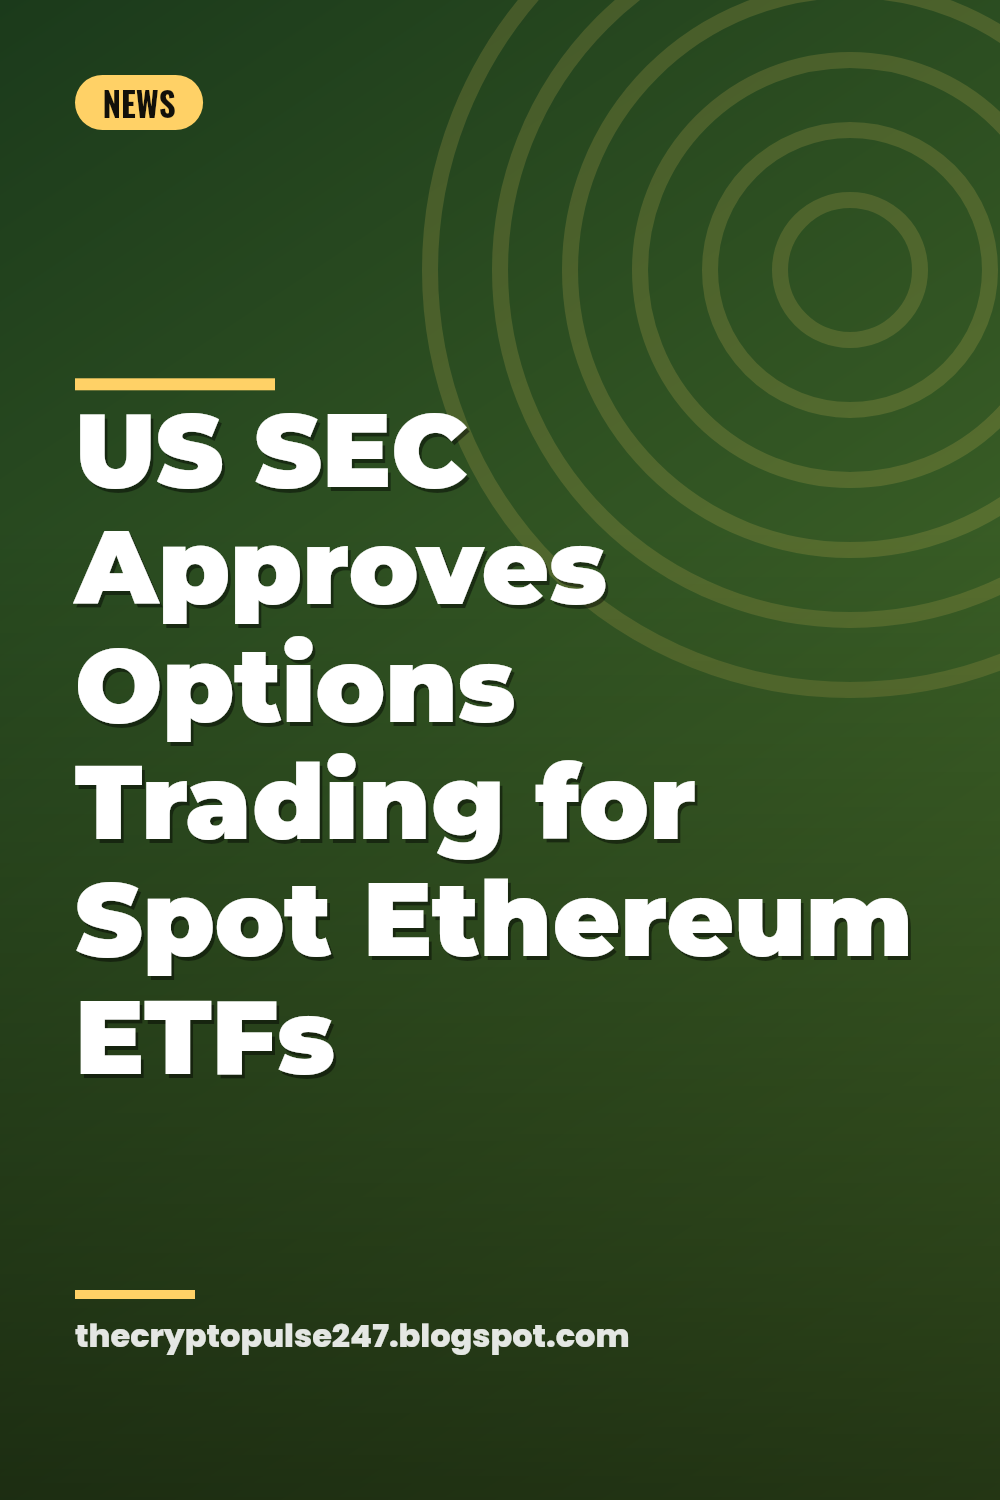 NEWS
US SEC
Approves
Options
Trading for
Spot Ethereum
ETFs
thecryptopulse247.blogspot.com